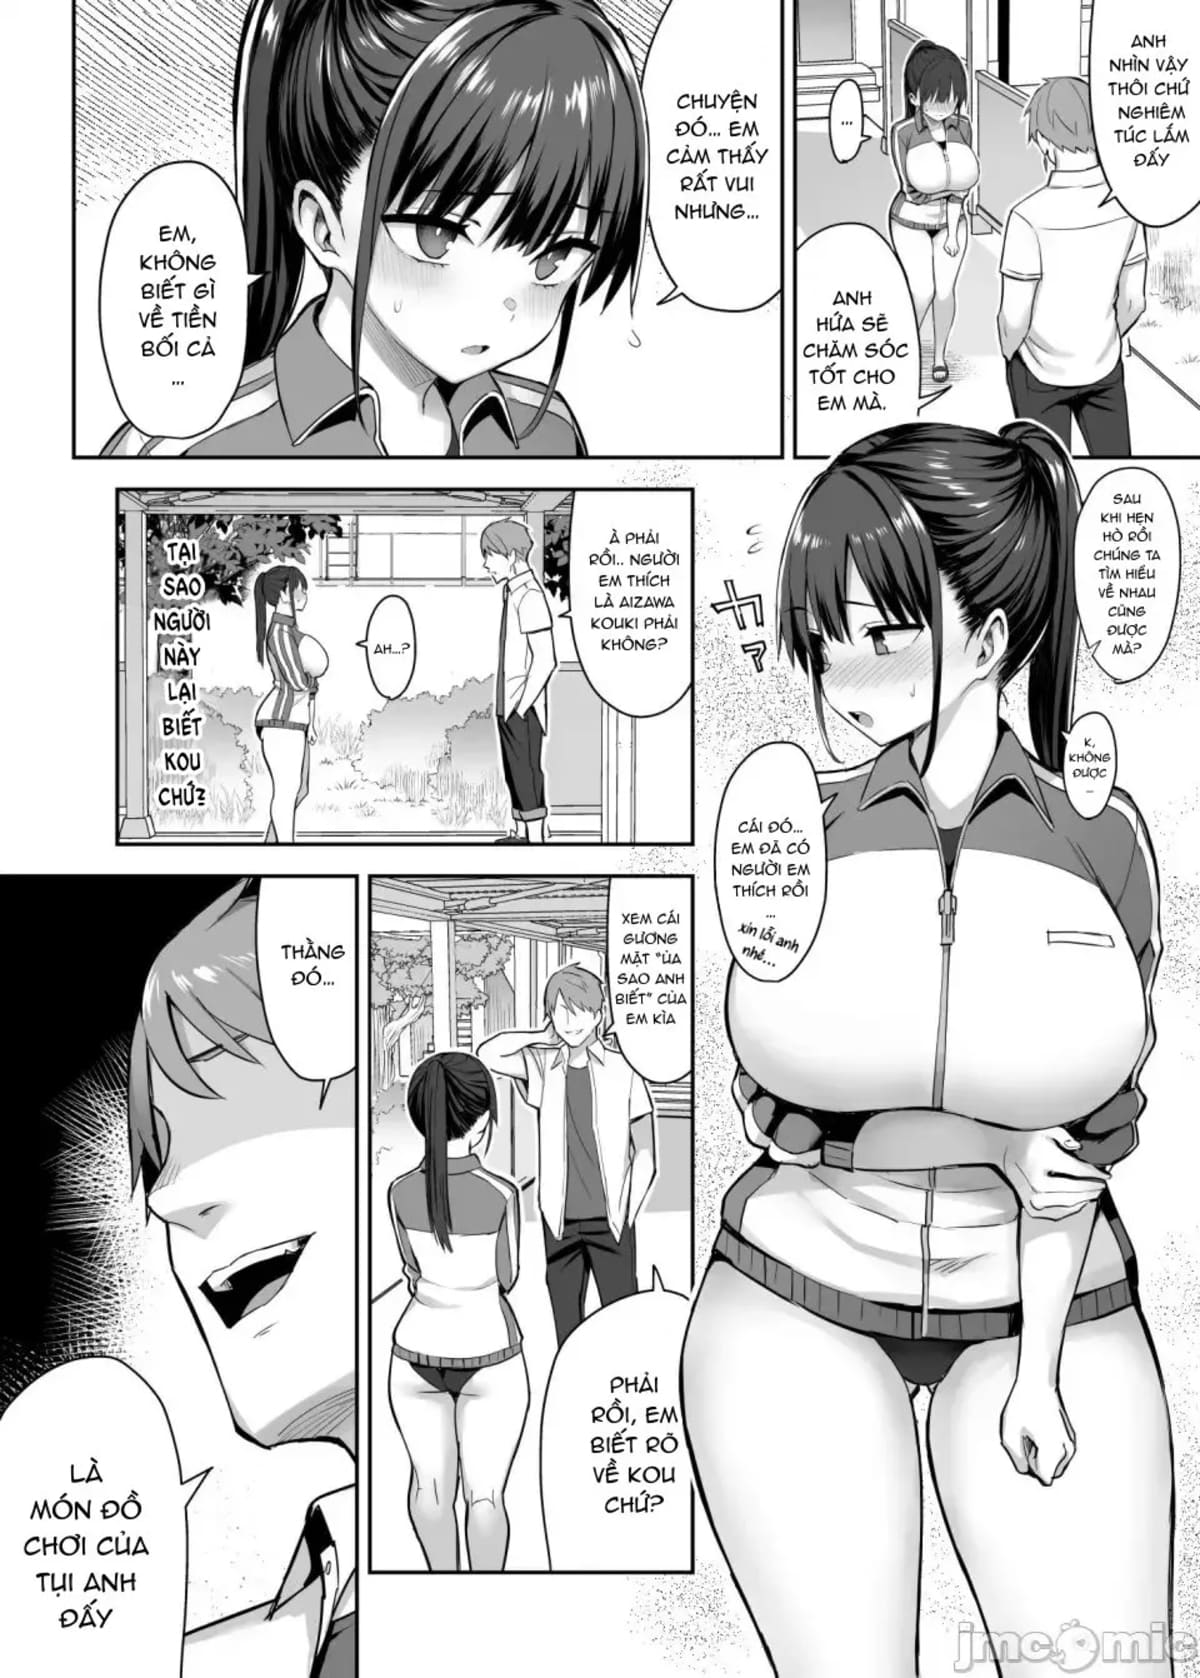 ANH
NHÌN VẬY
THÔI CHỨ
NGHIÊM
TÚC LẮM
ĐẤY
...
ANH
HỨA SẼ
CHĂM SÓC
TỐT CHO
EM MÀ.
CHUYỆN
ĐÓ... EM
CẢM THẤY
RẤT VUI
NHƯNG...
EM,
KHÔNG
BIẾT GÌ
VỀ TIỀN
BỐI CẢ
...
SAU
KHI HẸN
HÒ RỒI
CHÚNG TA
TÌM HIỂU
VỀ NHAU
CŨNG
ĐƯỢC
MÀ?
K,
KHÔNG
ĐƯỢC
...
カァ
CÁI ĐÓ...
EM ĐÃ CÓ
NGƯỜI EM
THÍCH RỒI
...
xin lỗi anh
nhé...
À PHẢI
RỒI.. NGƯỜI
EM THÍCH
LÀ AIZAWA
KOUKI PHẢI
KHÔNG?
AH...?
TẠI
SAO
NGƯỜI
NÀY
LẠI
BIẾT
KOU
CHỨ?
XEM CÁI
GƯƠNG
MẶT "ỦA
SAO ANH
BIẾT" CỦA
EM KÌA
PHẢI
RỒI, EM
BIẾT RÕ
VỀ KOU
CHỨ?
THẰNG
ĐÓ...
LÀ
MÓN ĐỒ
CHƠI CỦA
TỤI ANH
ĐẤY
jmcomic